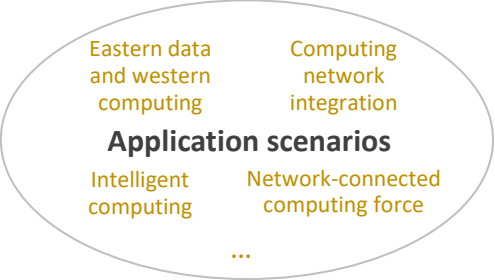 Eastern data
and western
computing
Computing
network
integration
Application scenarios
Intelligent
computing
Network-connected
computing force
...